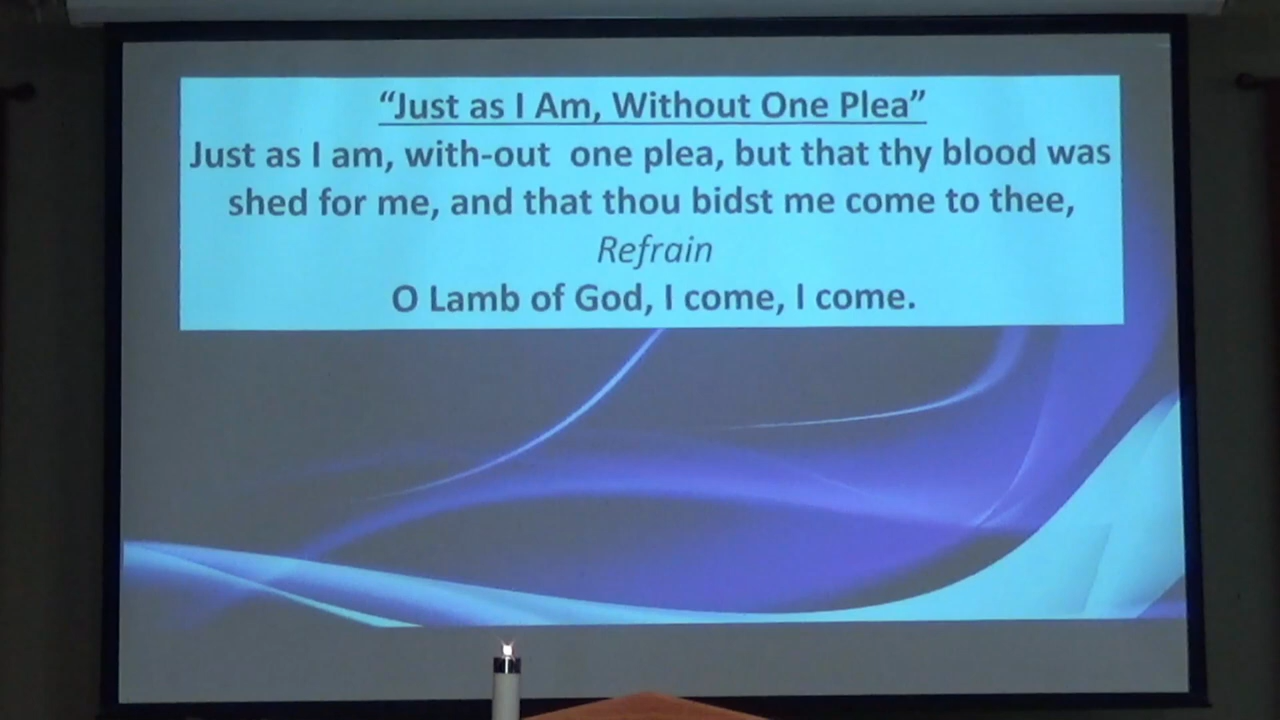 “Just as I Am, Without One Plea”
Just as I am, with-out one plea, but that thy blood was
shed for me, and that thou bidst me come to thee,
Refrain
O Lamb of God, I come, I come.